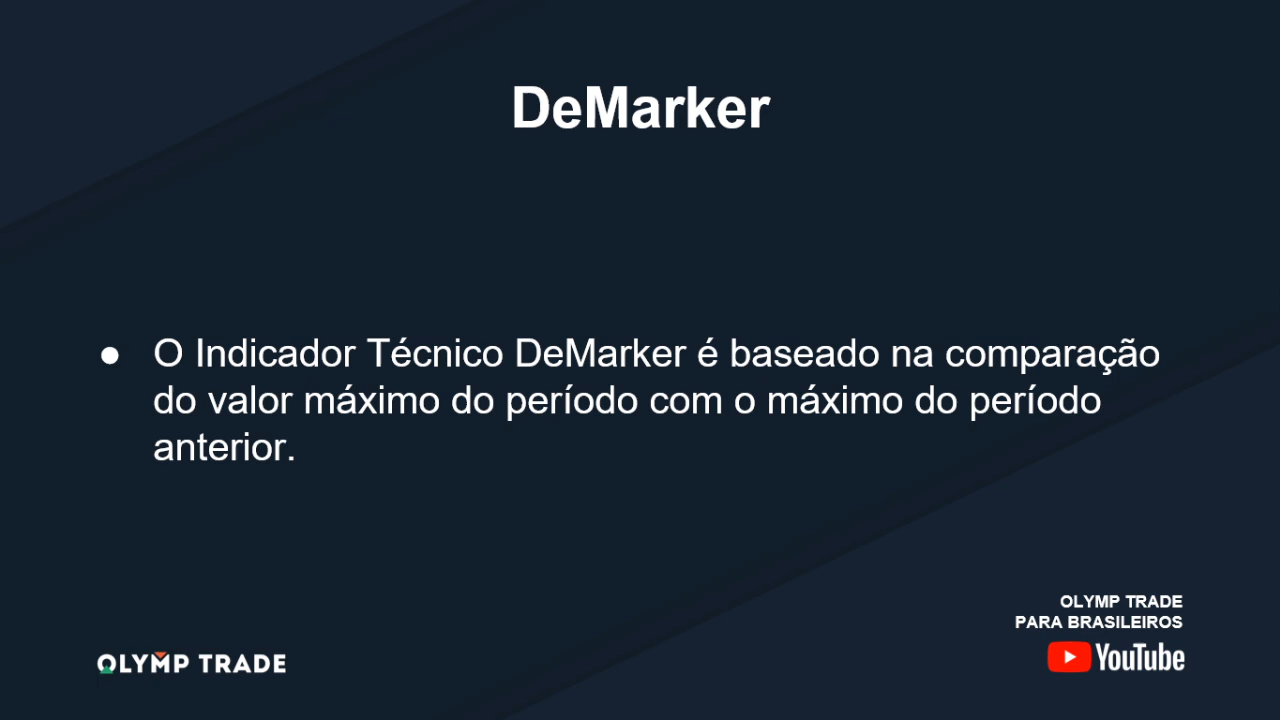 DeMarker
● O Indicador Técnico DeMarker é baseado na comparação
do valor máximo do período com o máximo do período
anterior.
OLYMP TRADE
PARA BRASILEIROS
OLYMP TRADE
YouTube